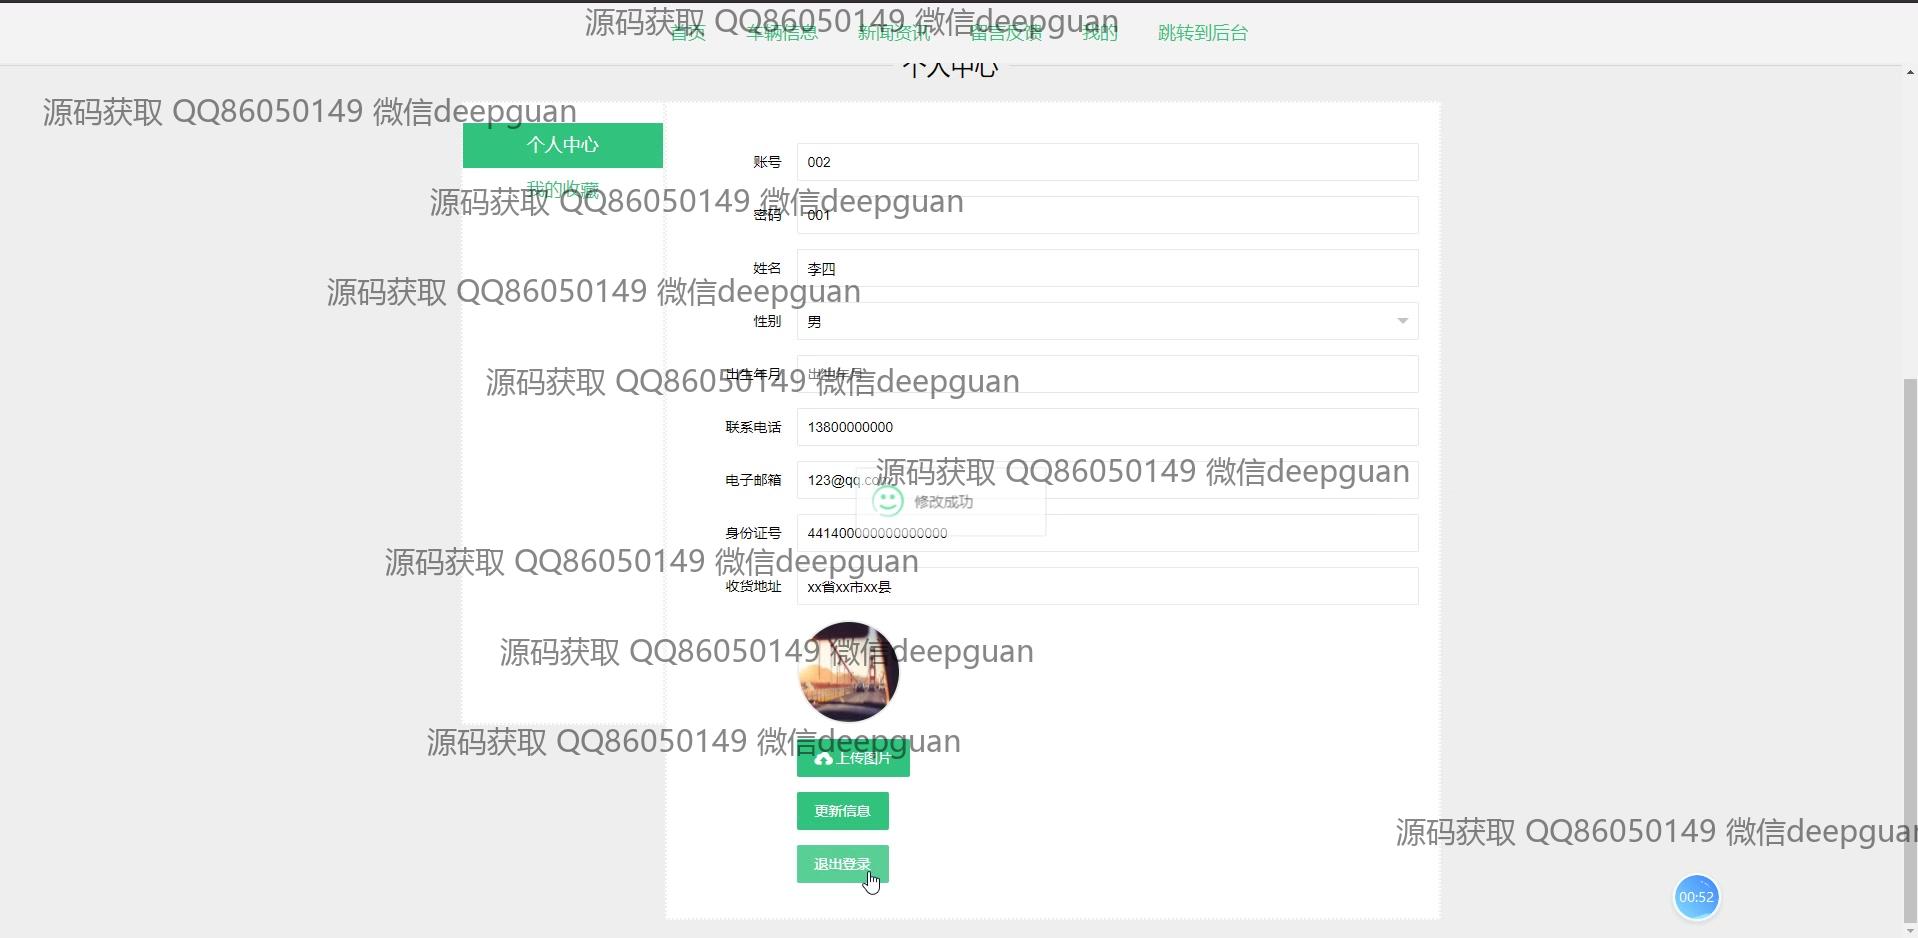 源码获取 QQ86050149 微信deepguan
首页 车辆信息 新闻资讯 留言反馈 我的 跳转到后台
个人中心
源码获取 QQ86050149 微信deepguan
个人中心
账号 002
我的收藏
源码获取 QQ86050149 微信deepguan
密码 001
姓名 李四
源码获取 QQ86050149 微信deepguan
性别 男
出生年月 出生年月
源码获取 QQ86050149 微信deepguan
联系电话 13800000000
源码获取 QQ86050149 微信deepguan
电子邮箱 123@qq.com
修改成功
身份证号 441400000000000000
源码获取 QQ86050149 微信deepguan
收货地址 xx省xx市xx县
源码获取 QQ86050149 微信deepguan
源码获取 QQ86050149 微信deepguan
上传图片
更新信息
源码获取 QQ86050149 微信deepguan
退出登录
00:52